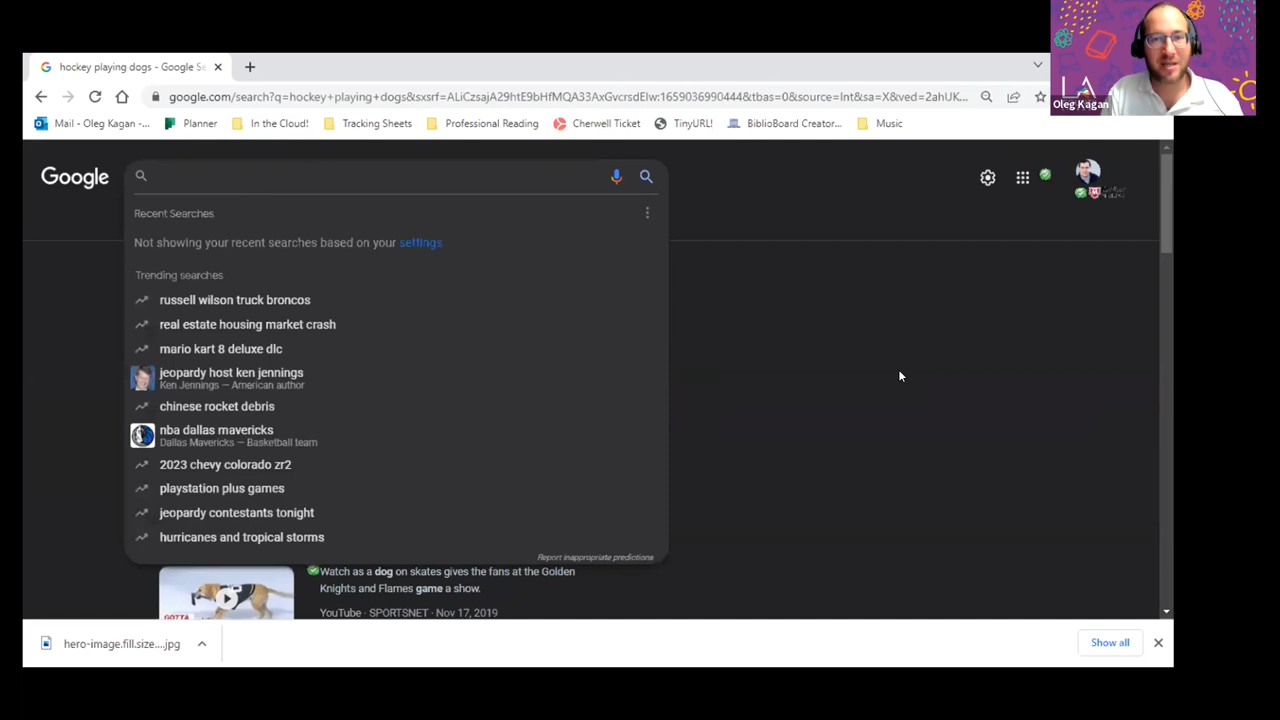 hockey playing dogs - Google Se
google.com/search?q=hockey+playing+dogs&sxsrf=ALiCzsajA29htE9bHfMQA33AxGvcrsdElw:1659036990444&tbas=0&source=lnt&sa=X&ved=2ahUK...
LA
Oleg Kagan
Mail - Oleg Kagan -... Planner In the Cloud! Tracking Sheets Professional Reading Cherwell Ticket TinyURL! BiblioBoard Creator... Music
Google
Recent Searches
Not showing your recent searches based on your settings
Trending searches
russell wilson truck broncos
real estate housing market crash
mario kart 8 deluxe dlc
jeopardy host ken jennings
Ken Jennings — American author
chinese rocket debris
nba dallas mavericks
Dallas Mavericks — Basketball team
2023 chevy colorado zr2
playstation plus games
jeopardy contestants tonight
hurricanes and tropical storms
Report inappropriate predictions
Watch as a dog on skates gives the fans at the Golden
Knights and Flames game a show.
YouTube · SPORTSNET · Nov 17, 2019
GOTTA
hero-image.fill.size....jpg
Show all